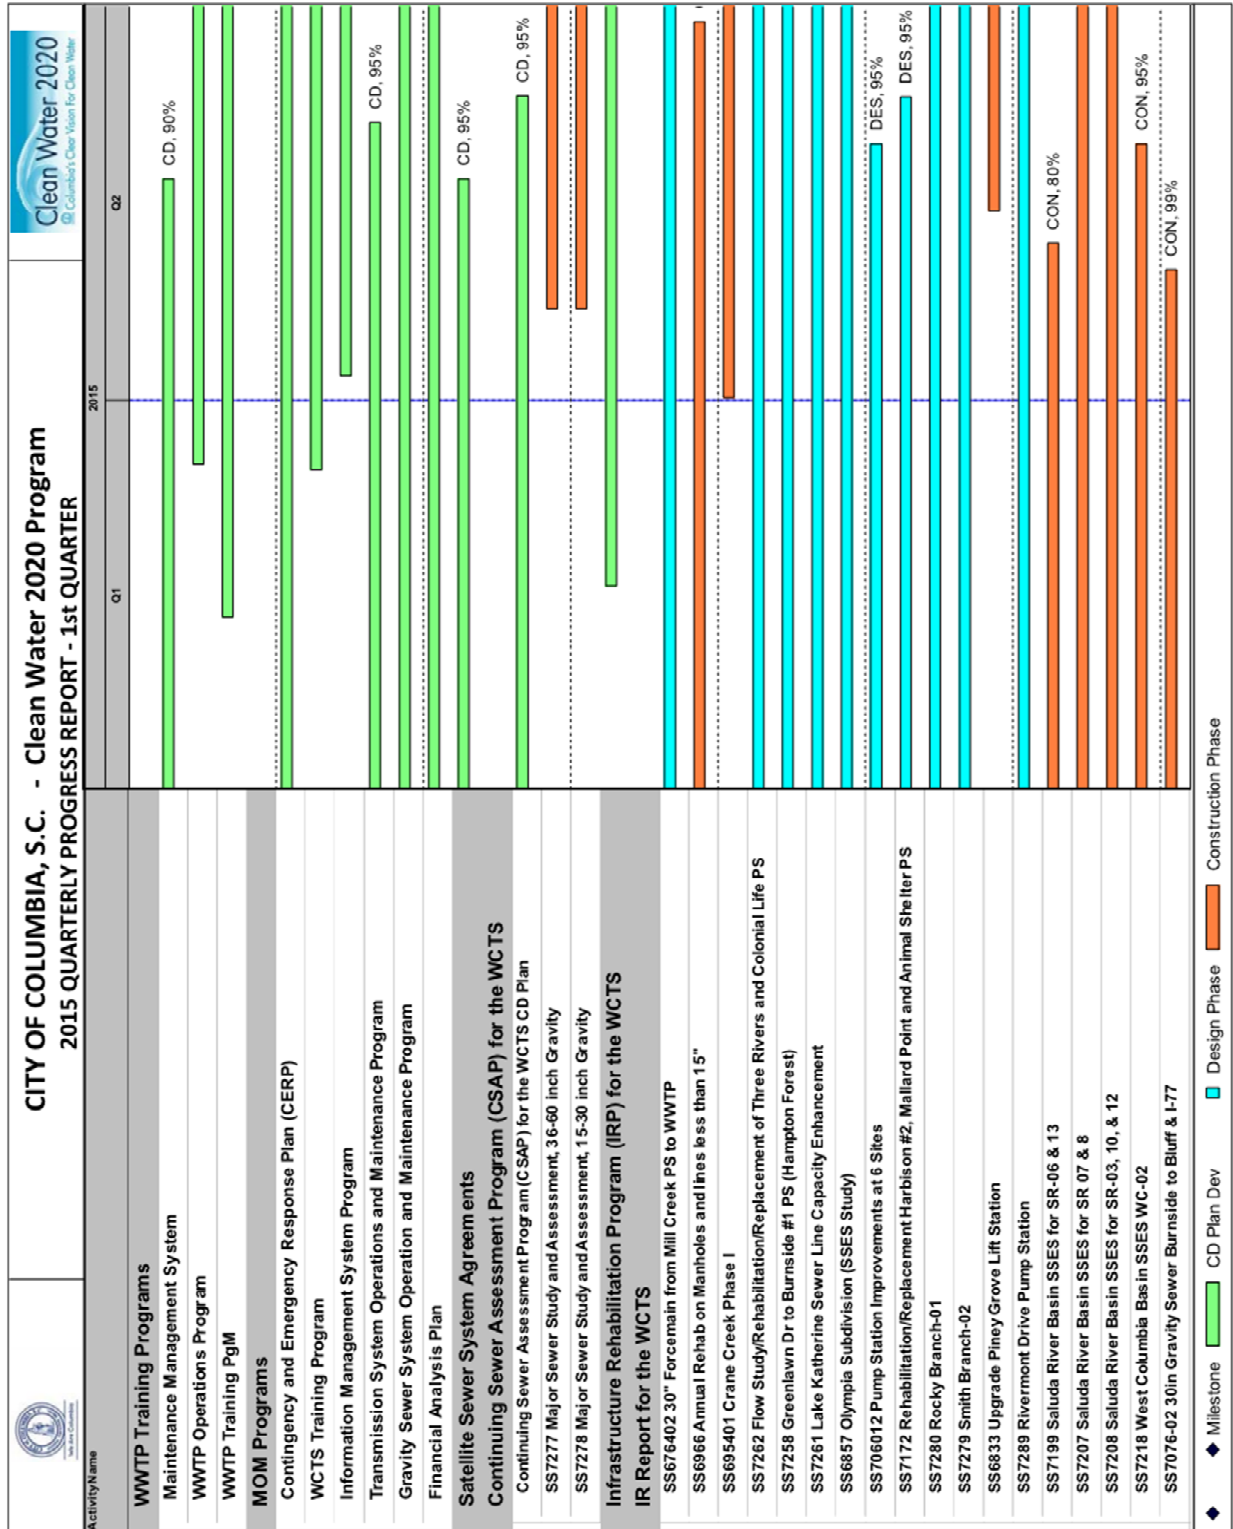 CITY OF COLUMBIA, S.C. - Clean Water 2020 Program
2015 QUARTERLY PROGRESS REPORT - 1st QUARTER
Clean Water 2020
Columbia's Clear Vision For Clean Water
ActivityName
2015
Q1
Q2
WWTP Training Programs
Maintenance Management System
CD, 90%
WWTP Operations Program
WWTP Training PgM
MOM Programs
Contingency and Emergency Response Plan (CERP)
WCTS Training Program
Information Management System Program
Transmission System Operations and Maintenance Program
CD, 95%
Gravity Sewer System Operation and Maintenance Program
Financial Analysis Plan
Satellite Sewer System Agreements
CD, 95%
Continuing Sewer Assessment Program (CSAP) for the WCTS
Continuing Sewer Assessment Program (CSAP) for the WCTS CD Plan
CD, 95%
SS7277 Major Sewer Study and Assessment, 36-60 inch Gravity
SS7278 Major Sewer Study and Assessment, 15-30 inch Gravity
Infrastructure Rehabilitation Program (IRP) for the WCTS
IR Report for the WCTS
SS676402 30" Forcemain from Mill Creek PS to WWTP
SS6966 Annual Rehab on Manholes and lines less than 15"
SS695401 Crane Creek Phase I
SS7262 Flow Study/Rehabilitation/Replacement of Three Rivers and Colonial Life PS
SS7258 Greenlawn Dr to Burnside #1 PS (Hampton Forest)
SS7261 Lake Katherine Sewer Line Capacity Enhancement
SS6857 Olympia Subdivision (SSES Study)
SS706012 Pump Station Improvements at 6 Sites
DES, 95%
SS7172 Rehabilitation/Replacement Harbison #2, Mallard Point and Animal Shelter PS
DES, 95%
SS7280 Rocky Branch-01
SS7279 Smith Branch-02
SS6833 Upgrade Piney Grove Lift Station
SS7289 Rivermont Drive Pump Station
SS7199 Saluda River Basin SSES for SR-06 & 13
CON, 80%
SS7207 Saluda River Basin SSES for SR 07 & 8
SS7208 Saluda River Basin SSES for SR-03, 10, & 12
SS7218 West Columbia Basin SSES WC-02
CON, 95%
SS7076-02 30in Gravity Sewer Burnside to Bluff & I-77
CON, 99%
Milestone
CD Plan Dev
Design Phase
Construction Phase